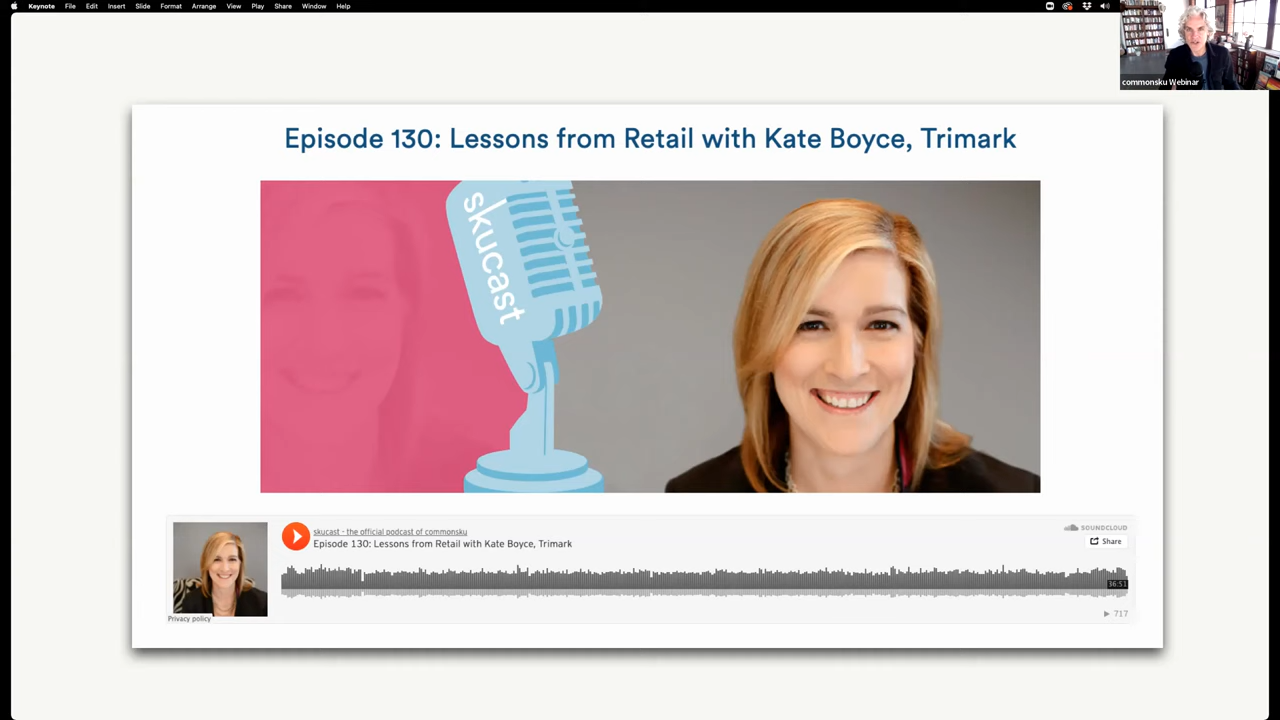 Keynote File Edit Insert Slide Format Arrange View Play Share Window Help
commonsku Webinar
Episode 130: Lessons from Retail with Kate Boyce, Trimark
skucast
skucast - the official podcast of commonsku
Episode 130: Lessons from Retail with Kate Boyce, Trimark
SOUNDCLOUD
Share
36:51
Privacy policy
717